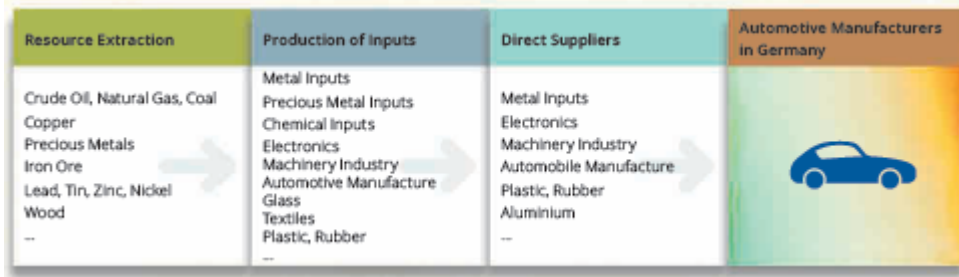 Resource Extraction
Crude Oil, Natural Gas, Coal
Copper
Precious Metals
Iron Ore
Lead, Tin, Zinc, Nickel
Wood
...
Production of Inputs
Metal Inputs
Precious Metal Inputs
Chemical Inputs
Electronics
Machinery Industry
Automotive Manufacture
Glass
Textiles
Plastic, Rubber
...
Direct Suppliers
Metal Inputs
Electronics
Machinery Industry
Automobile Manufacture
Plastic, Rubber
Aluminium
...
Automotive Manufacturers
in Germany